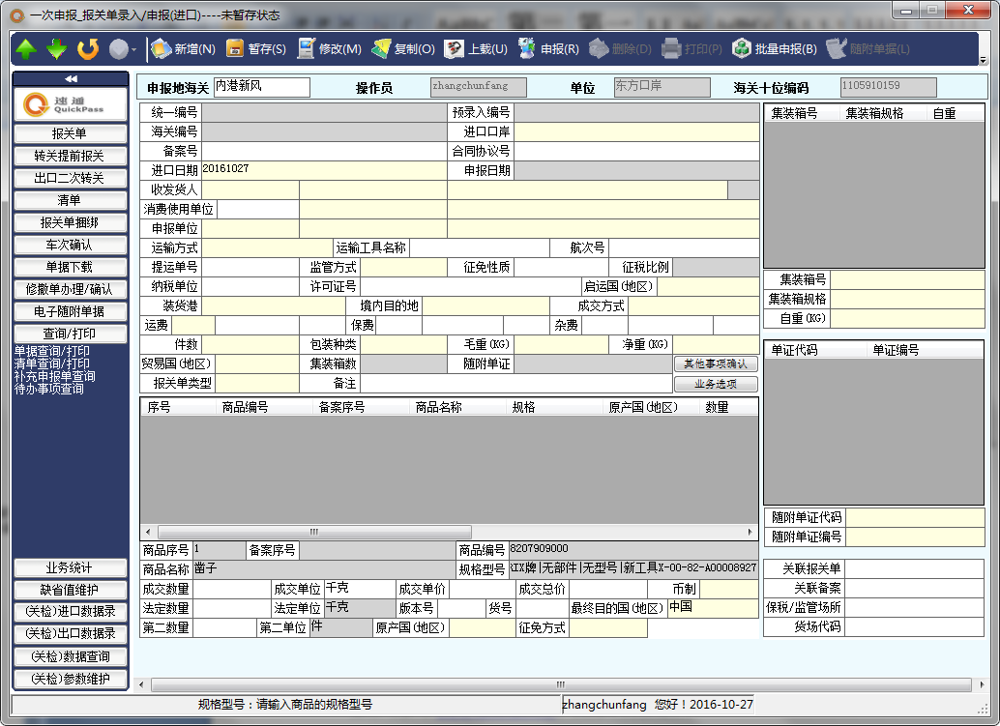 一次申报_报关单录入/申报(进口)----未暂存状态
新增(N) 暂存(S) 修改(M) 复制(O) 上载(U) 申报(R) 删除(D) 打印(P) 批量申报(B) 随附单据(L)
速通
QuickPass
报关单
转关提前报关
出口二次转关
清单
报关单捆绑
车次确认
单据下载
修撤单办理/确认
电子随附单据
查询/打印
单据查询/打印
清单查询/打印
补充申报单查询
待办事项查询
业务统计
缺省值维护
(关检)进口数据录
(关检)出口数据录
(关检)数据查询
(关检)参数维护
申报地海关 内港新风 操作员 zhangchunfang 单位 东方口岸 海关十位编码 1105910159
统一编号 预录入编号
海关编号 进口口岸
备案号 合同协议号
进口日期 20161027 申报日期
收发货人
消费使用单位
申报单位
运输方式 运输工具名称 航次号
提运单号 监管方式 征免性质 征税比例
纳税单位 许可证号 启运国(地区)
装货港 境内目的地 成交方式
运费 保费 杂费
件数 包装种类 毛重(KG) 净重(KG)
贸易国(地区) 集装箱数 随附单证 其他事项确认
报关单类型 备注 业务选项
序号 商品编号 备案序号 商品名称 规格 原产国(地区) 数量
商品序号 1 备案序号 商品编号 8207909000
商品名称 凿子 规格型号 IX牌|无部件|无型号|新工具X-00-82-A00008927
成交数量 成交单位 千克 成交单价 成交总价 币制
法定数量 法定单位 千克 版本号 货号 最终目的国(地区) 中国
第二数量 第二单位 件 原产国(地区) 征免方式
集装箱号 集装箱规格 自重
集装箱号
集装箱规格
自重(KG)
单证代码 单证编号
随附单证代码
随附单证编号
关联报关单
关联备案
保税/监管场所
货场代码
规格型号：请输入商品的规格型号 zhangchunfang 您好！2016-10-27